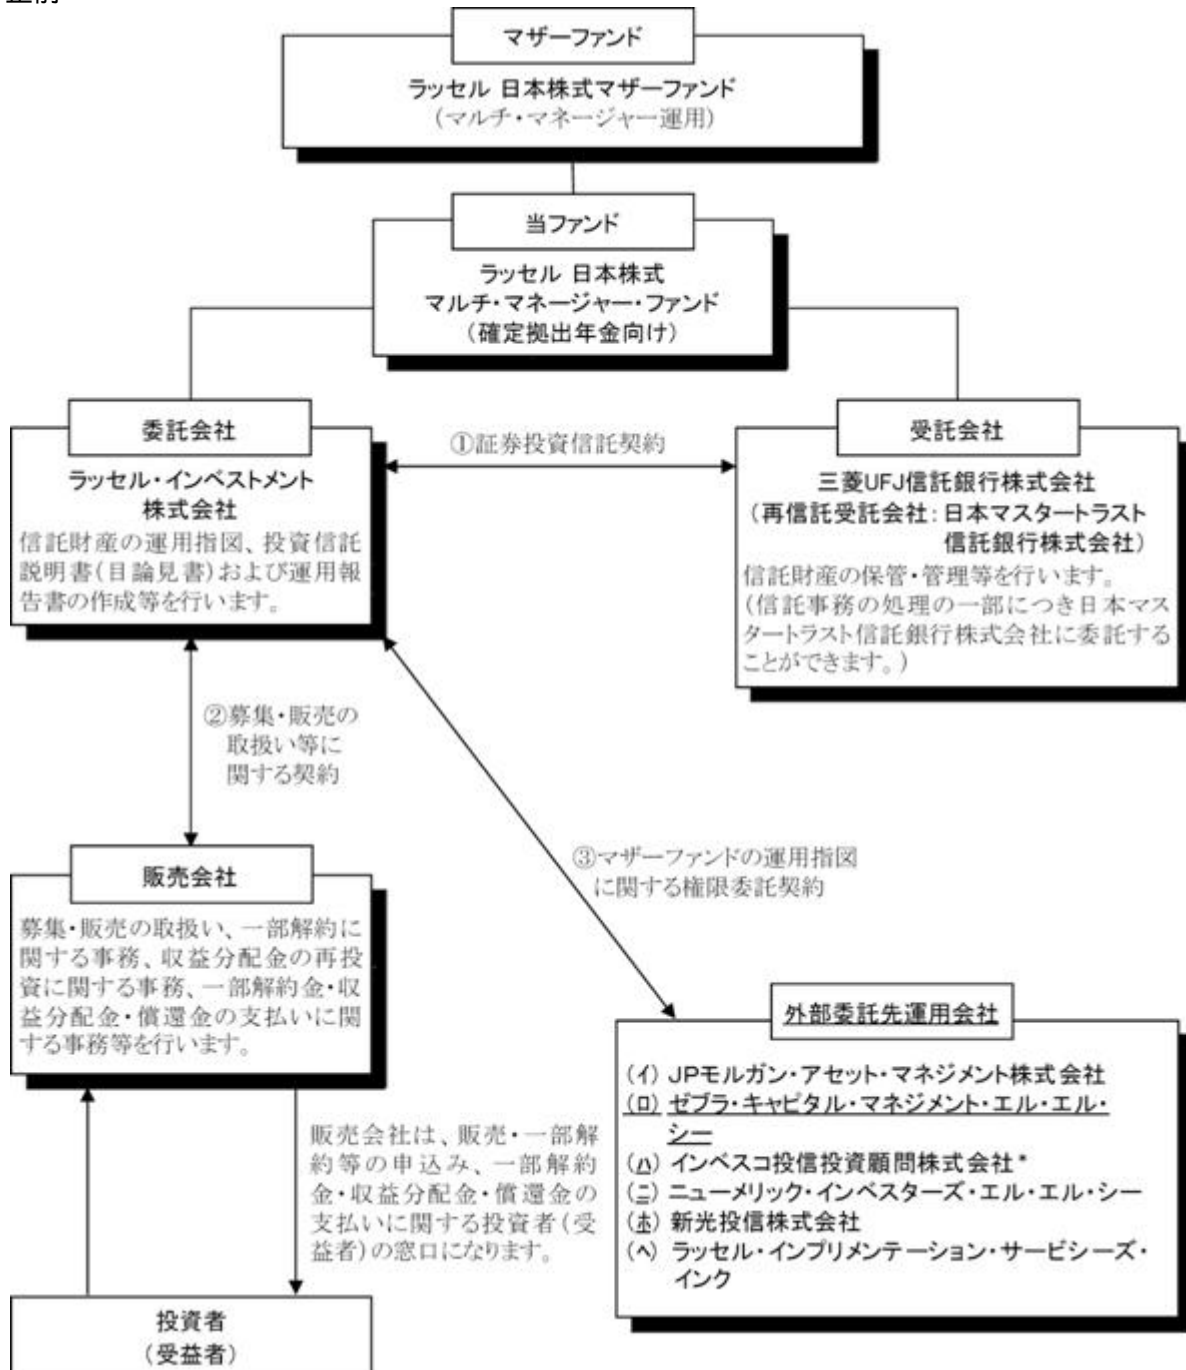 マザーファンド
ラッセル 日本株式マザーファンド
(マルチ・マネージャー運用)
当ファンド
ラッセル 日本株式
マルチ・マネージャー・ファンド
(確定拠出年金向け)
委託会社
ラッセル・インベストメント
株式会社
信託財産の運用指図、投資信託
説明書(目論見書)および運用報
告書の作成等を行います。
①証券投資信託契約
受託会社
三菱UFJ信託銀行株式会社
(再信託受託会社:日本マスタートラスト
信託銀行株式会社)
信託財産の保管・管理等を行います。
(信託事務の処理の一部につき日本マス
タートラスト信託銀行株式会社に委託する
ことができます。)
②募集・販売の
取扱い等に
関する契約
③マザーファンドの運用指図
に関する権限委託契約
販売会社
募集・販売の取扱い、一部解約に
関する事務、収益分配金の再投
資に関する事務、一部解約金・収
益分配金・償還金の支払いに関
する事務等を行います。
外部委託先運用会社
(イ) JPモルガン・アセット・マネジメント株式会社
(ロ) ゼブラ・キャピタル・マネジメント・エル・エル・
シー
(ハ) インベスコ投信投資顧問株式会社*
(ニ) ニューメリック・インベスターズ・エル・エル・シー
(ホ) 新光投信株式会社
(ヘ) ラッセル・インプリメンテーション・サービシーズ・
インク
販売会社は、販売・一部解
約等の申込み、一部解約
金・収益分配金・償還金の
支払いに関する投資者(受
益者)の窓口になります。
投資者
(受益者)